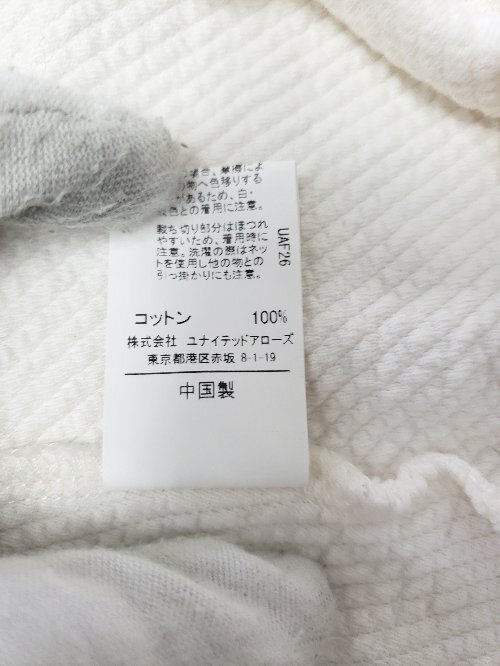 場合、摩擦によ
り物へ色移りする
があるため、白・
色との着用に注意。
裁ち切り部分はほつれ
やすいため、着用時に
注意。洗濯の際はネッ
トを使用し他の物との
引っ掛かりにも注意。
UAF26
コットン 100%
株式会社 ユナイテッドアローズ
東京都港区赤坂 8-1-19
中国製